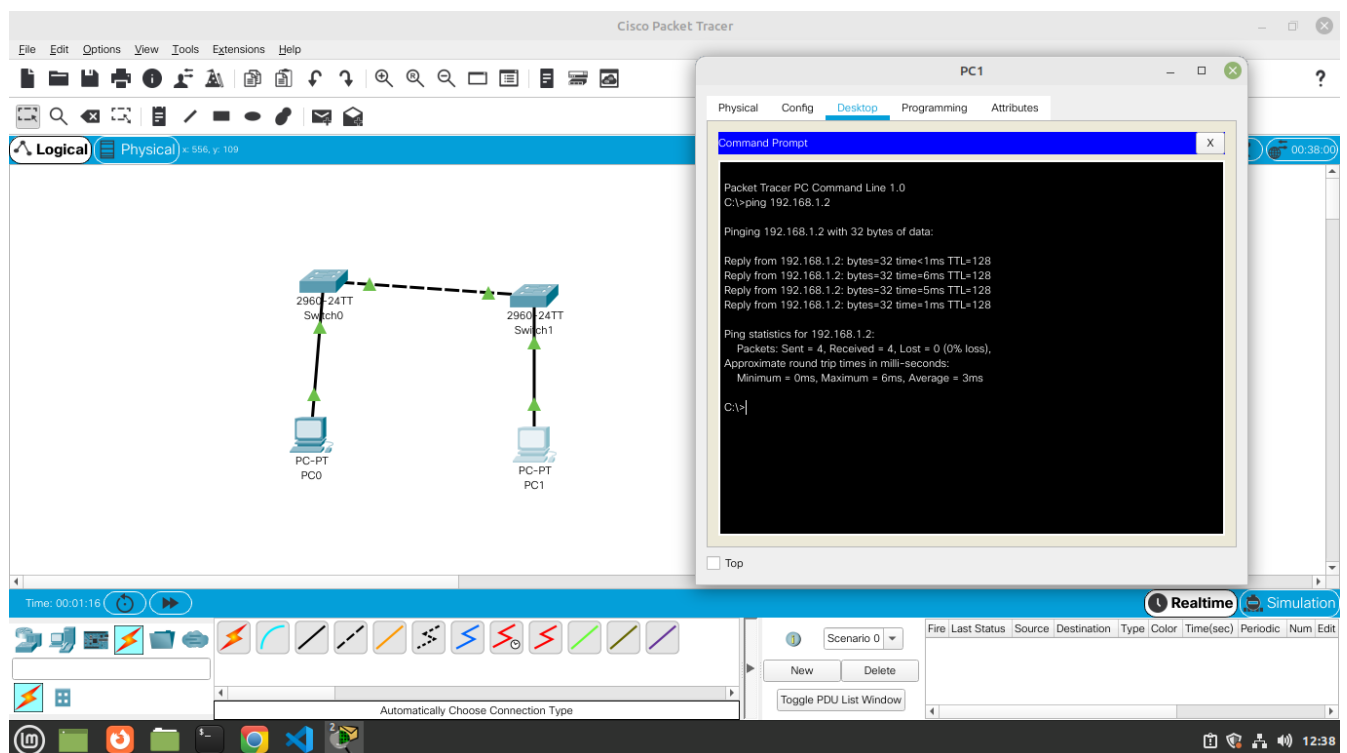 Cisco Packet Tracer
File Edit Options View Tools Extensions Help
?
Logical Physical x: 556, y: 109
00:38:00
2960-24TT
Switch0
2960-24TT
Switch1
PC-PT
PC0
PC-PT
PC1
PC1
Physical Config Desktop Programming Attributes
Command Prompt
X
Packet Tracer PC Command Line 1.0
C:\>ping 192.168.1.2
Pinging 192.168.1.2 with 32 bytes of data:
Reply from 192.168.1.2: bytes=32 time<1ms TTL=128
Reply from 192.168.1.2: bytes=32 time=6ms TTL=128
Reply from 192.168.1.2: bytes=32 time=5ms TTL=128
Reply from 192.168.1.2: bytes=32 time=1ms TTL=128
Ping statistics for 192.168.1.2:
Packets: Sent = 4, Received = 4, Lost = 0 (0% loss),
Approximate round trip times in milli-seconds:
Minimum = 0ms, Maximum = 6ms, Average = 3ms
C:\>
Top
Time: 00:01:16
Realtime Simulation
Automatically Choose Connection Type
Scenario 0
New Delete
Toggle PDU List Window
Fire Last Status Source Destination Type Color Time(sec) Periodic Num Edit
2
12:38